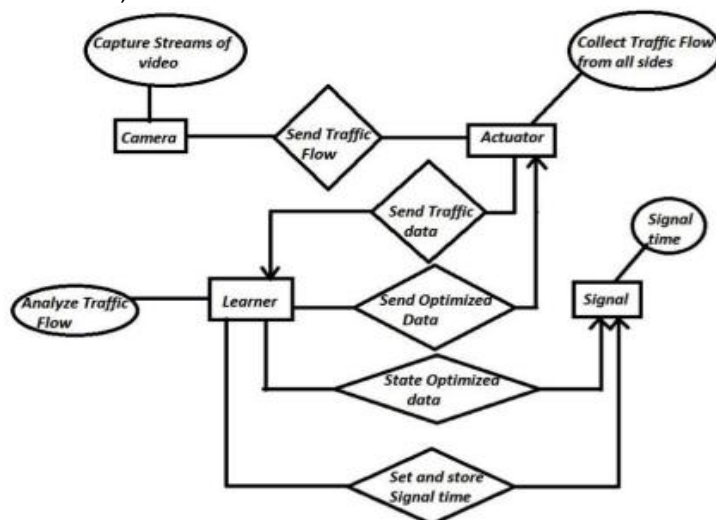 Capture Streams of
video
Collect Traffic Flow
from all sides
Camera
Send Traffic
Flow
Actuator
Send Traffic
data
Signal
time
Analyze Traffic
Flow
Learner
Send Optimized
Data
Signal
State Optimized
data
Set and store
Signal time